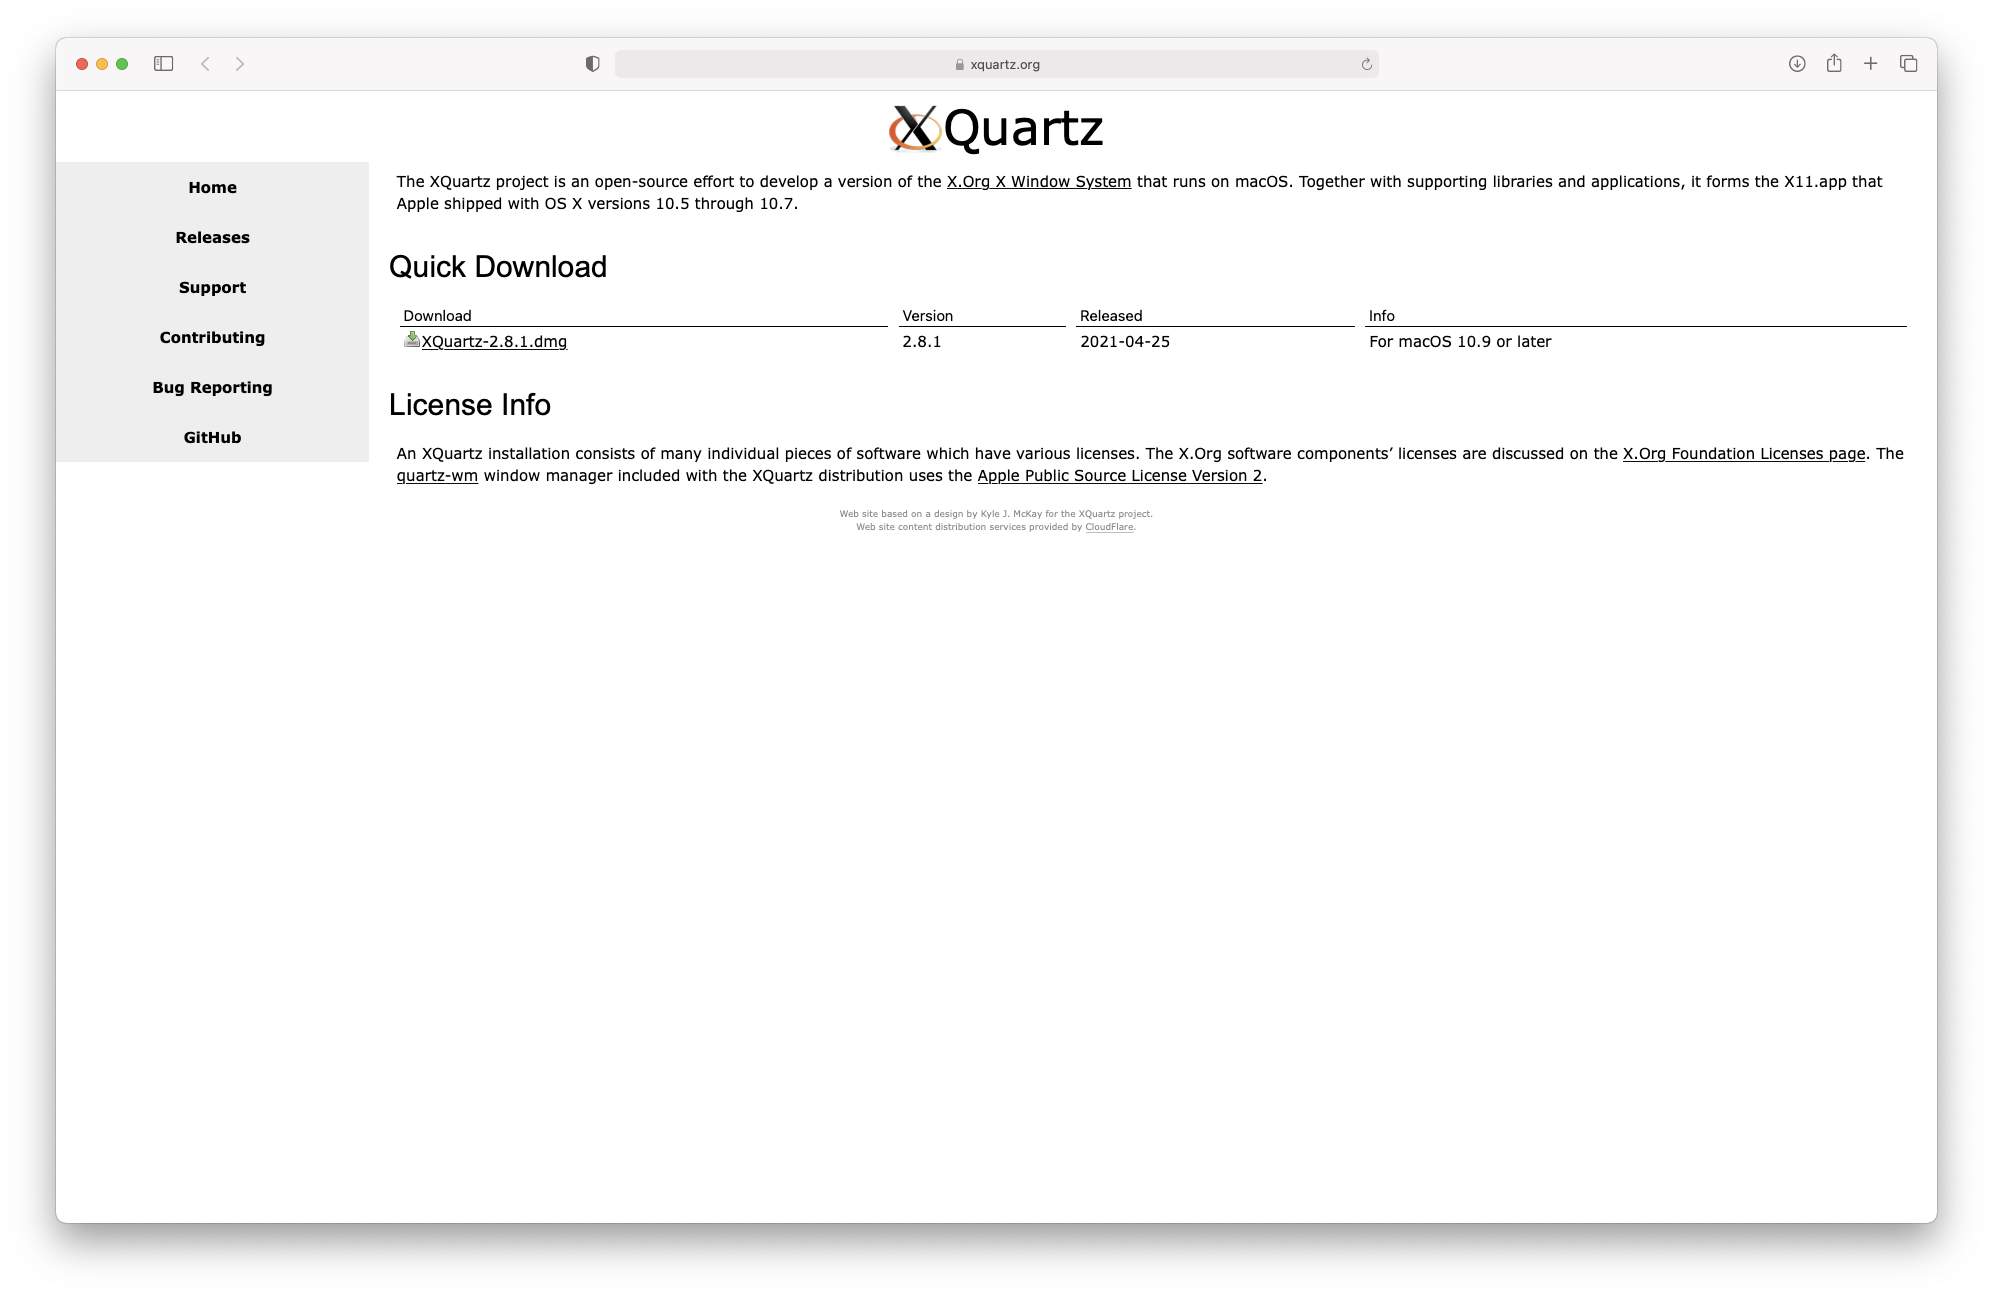 xquartz.org
XQuartz
Home
Releases
Support
Contributing
Bug Reporting
GitHub
The XQuartz project is an open-source effort to develop a version of the X.Org X Window System that runs on macOS. Together with supporting libraries and applications, it forms the X11.app that
Apple shipped with OS X versions 10.5 through 10.7.
Quick Download
Download Version Released Info
XQuartz-2.8.1.dmg 2.8.1 2021-04-25 For macOS 10.9 or later
License Info
An XQuartz installation consists of many individual pieces of software which have various licenses. The X.Org software components’ licenses are discussed on the X.Org Foundation Licenses page. The
quartz-wm window manager included with the XQuartz distribution uses the Apple Public Source License Version 2.
Web site based on a design by Kyle J. McKay for the XQuartz project.
Web site content distribution services provided by CloudFlare.